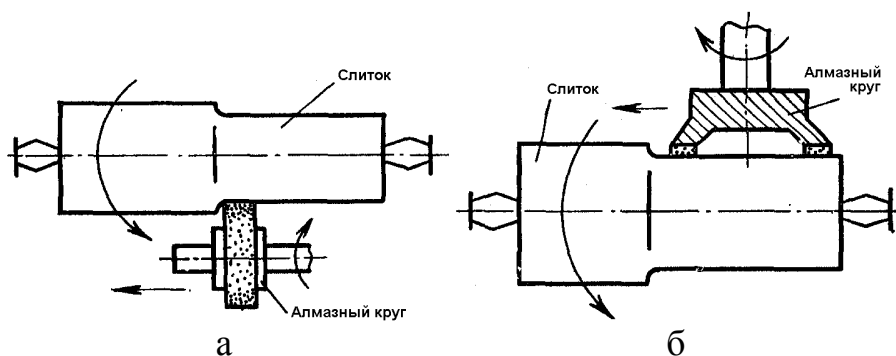 Слиток
Алмазный круг
а
Слиток
Алмазный
круг
б